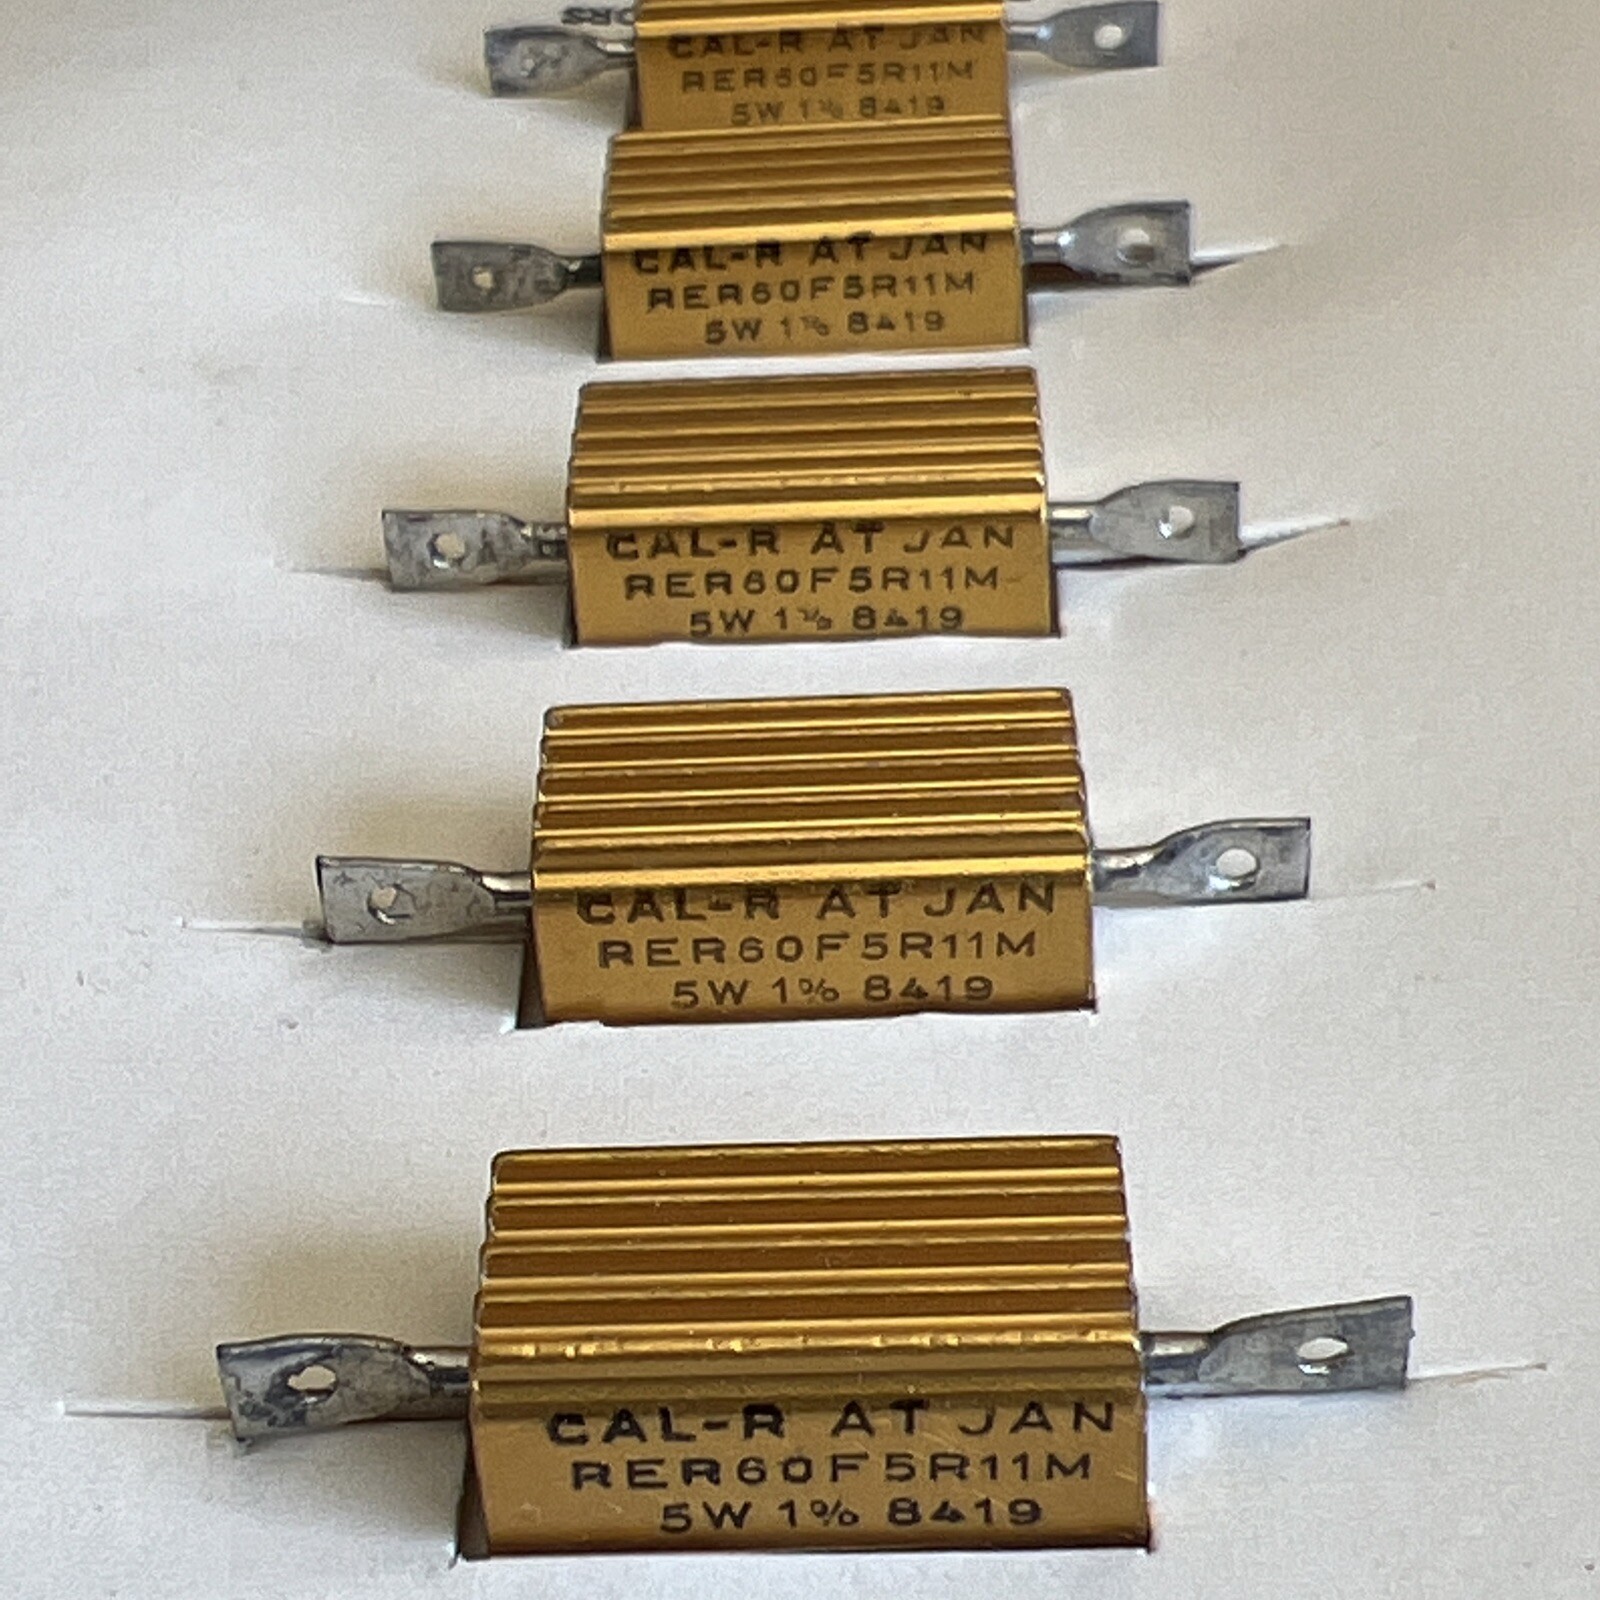 CAL-R AT JAN
RER60F5R11M
5W 1% 8419
CAL-R AT JAN
RER60F5R11M
5W 1% 8419
CAL-R AT JAN
RER60F5R11M
5W 1% 8419
CAL-R AT JAN
RER60F5R11M
5W 1% 8419
CAL-R AT JAN
RER60F5R11M
5W 1% 8419